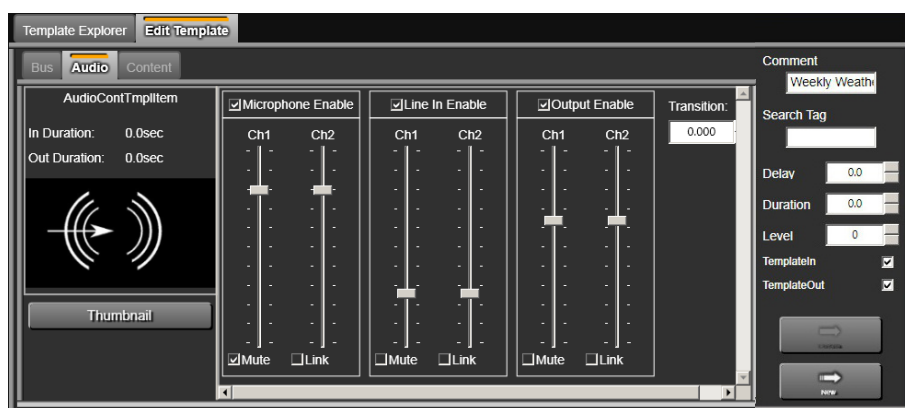 Template Explorer Edit Template
Bus Audio Content
AudioContTmplItem
In Duration: 0.0sec
Out Duration: 0.0sec
Thumbnail
Microphone Enable
Ch1 Ch2
Mute Link
Line In Enable
Ch1 Ch2
Mute Link
Output Enable
Ch1 Ch2
Mute Link
Transition:
0.000
Comment
Weekly Weath
Search Tag
Delay 0.0
Duration 0.0
Level 0
TemplateIn
TemplateOut
New